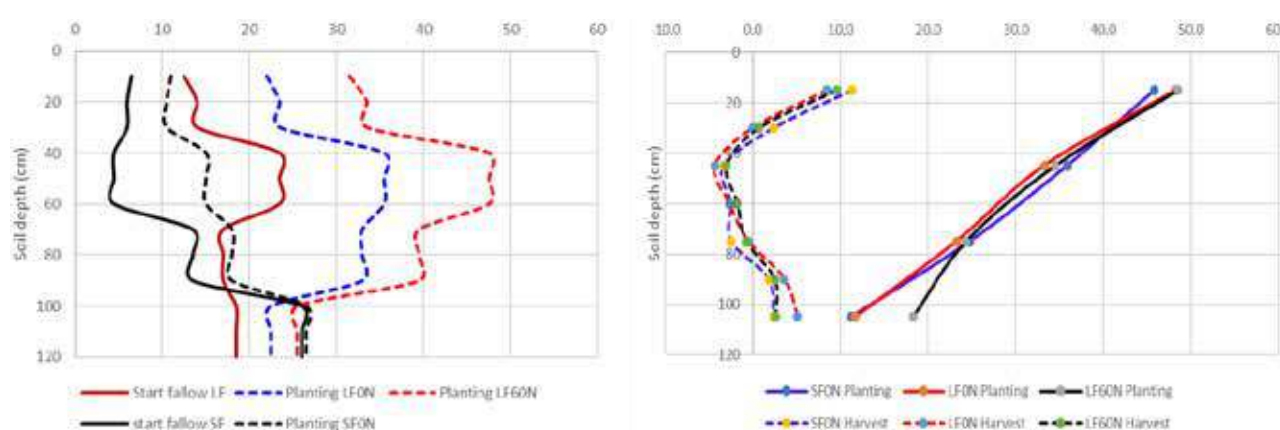 0 10 20 30 40 50 60
0
20
40
60
80
100
120
Soil depth (cm)
Start fallow LF Planting LF0N Planting LF60N
start fallow SF Planting SF0N
10.0 0.0 10.0 20.0 30.0 40.0 50.0 60
0
20
40
60
80
100
120
Soil depth (cm)
SF0N Planting LF0N Planting LF60N Planting
SF0N Harvest LF0N Harvest LF60N Harvest